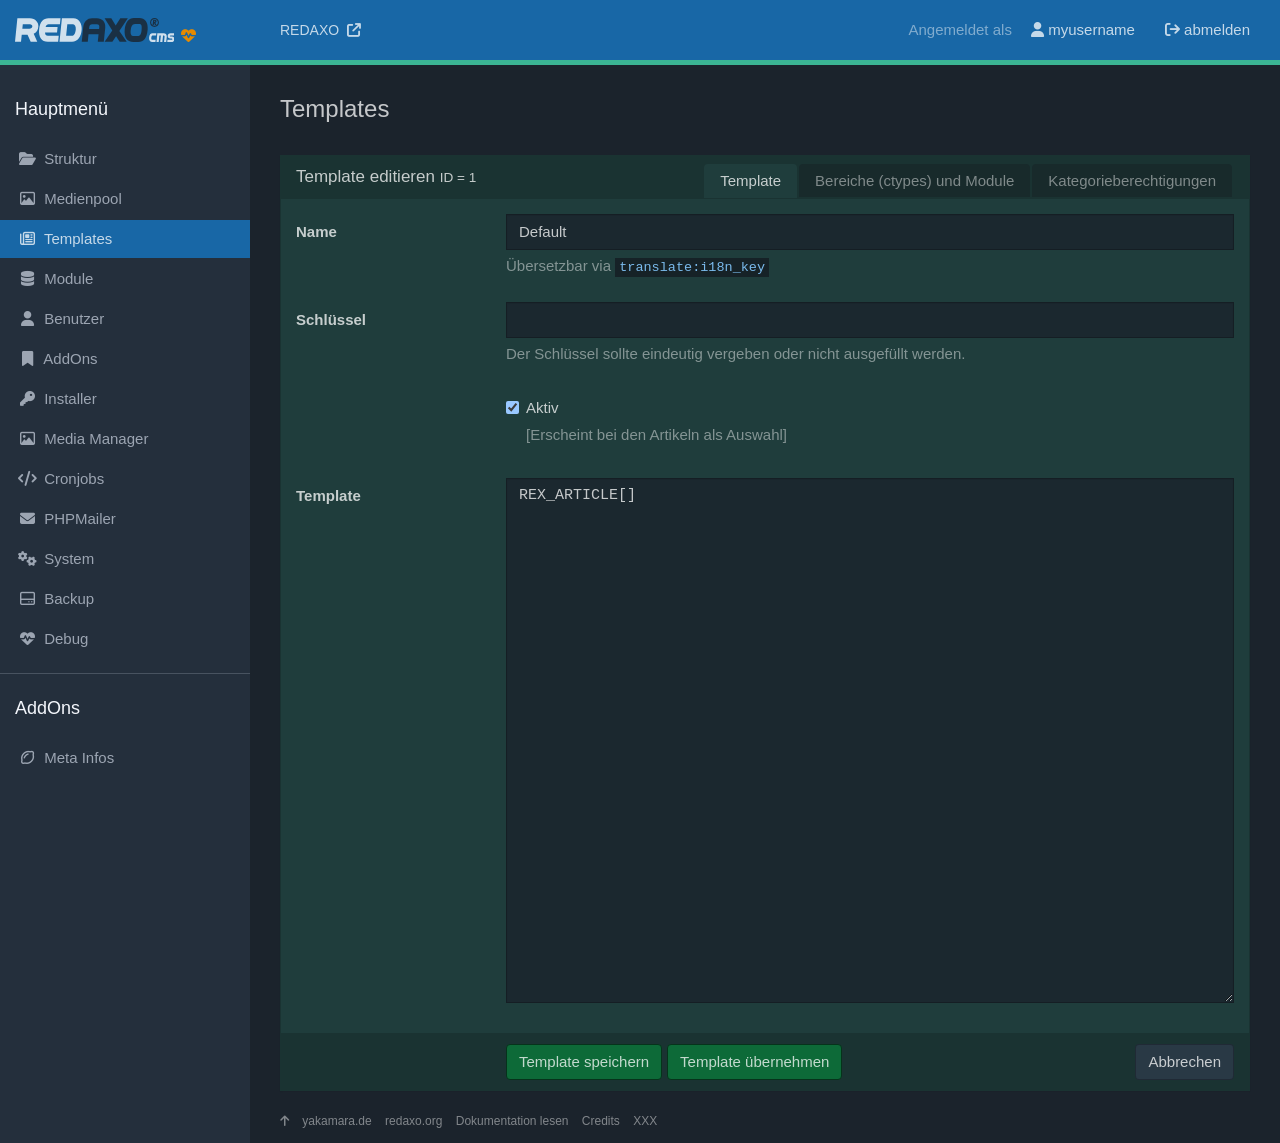 REDAXO® cms
REDAXO
Angemeldet als myusername abmelden
Hauptmenü
Struktur
Medienpool
Templates
Module
Benutzer
AddOns
Installer
Media Manager
Cronjobs
PHPMailer
System
Backup
Debug
AddOns
Meta Infos
Templates
Template editieren ID = 1
Template Bereiche (ctypes) und Module Kategorieberechtigungen
Name Default
Übersetzbar via translate:i18n_key
Schlüssel
Der Schlüssel sollte eindeutig vergeben oder nicht ausgefüllt werden.
Aktiv
[Erscheint bei den Artikeln als Auswahl]
Template REX_ARTICLE[]
Template speichern Template übernehmen Abbrechen
yakamara.de redaxo.org Dokumentation lesen Credits XXX